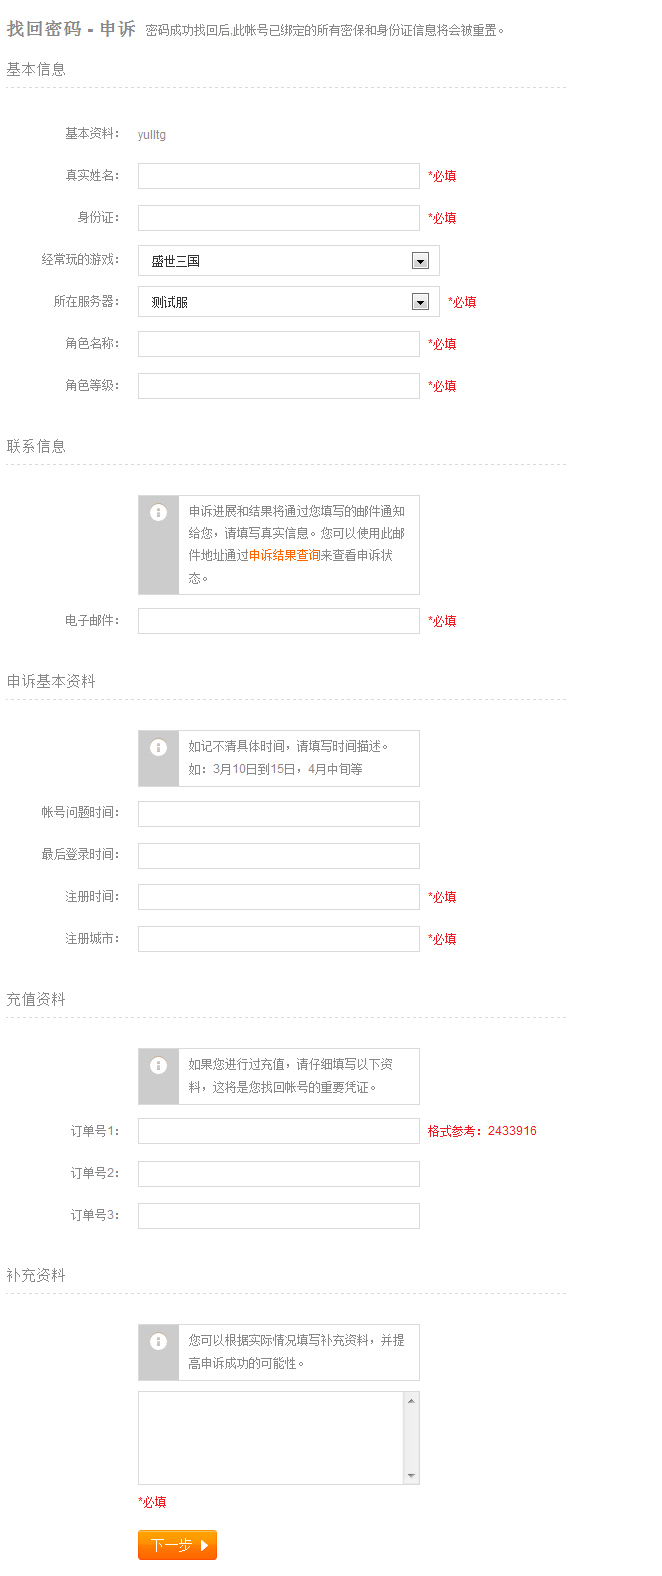 找回密码 - 申诉 密码成功找回后,此帐号已绑定的所有密保和身份证信息将会被重置。
基本信息
基本资料: yulltg
真实姓名: *必填
身份证: *必填
经常玩的游戏: 盛世三国
所在服务器: 测试服 *必填
角色名称: *必填
角色等级: *必填
联系信息
申诉进展和结果将通过您填写的邮件通知
给您，请填写真实信息。您可以使用此邮
件地址通过申诉结果查询来查看申诉状
态。
电子邮件: *必填
申诉基本资料
如记不清具体时间，请填写时间描述。
如：3月10日到15日，4月中旬等
帐号问题时间:
最后登录时间:
注册时间: *必填
注册城市: *必填
充值资料
如果您进行过充值，请仔细填写以下资
料，这将是您找回帐号的重要凭证。
订单号1: 格式参考：2433916
订单号2:
订单号3:
补充资料
您可以根据实际情况填写补充资料，并提
高申诉成功的可能性。
*必填
下一步